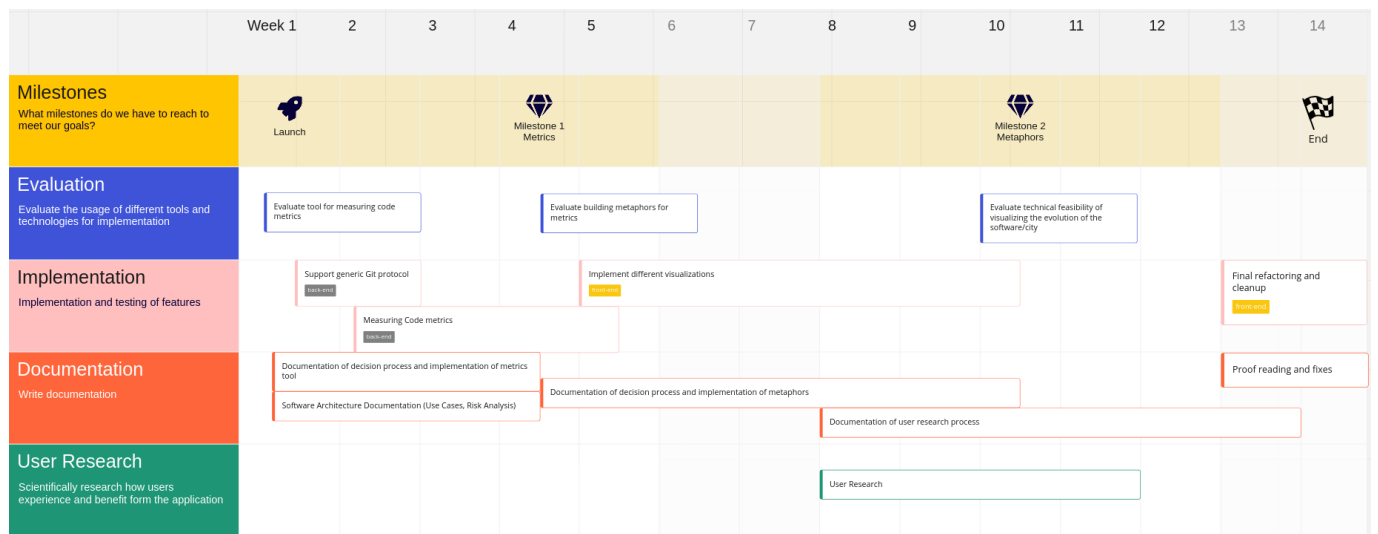 Week 1 2 3 4 5 6 7 8 9 10 11 12 13 14
Milestones
What milestones do we have to reach to
meet our goals?
Launch
Milestone 1
Metrics
Milestone 2
Metaphors
End
Evaluation
Evaluate the usage of different tools and
technologies for implementation
Evaluate tool for measuring code
metrics
Evaluate building metaphors for
metrics
Evaluate technical feasibility of
visualizing the evolution of the
software/city
Implementation
Implementation and testing of features
Support generic Git protocol
back-end
Implement different visualizations
front-end
Final refactoring and
cleanup
front-end
Measuring Code metrics
back-end
Documentation
Write documentation
Documentation of decision process and implementation of metrics
tool
Software Architecture Documentation (Use Cases, Risk Analysis)
Documentation of decision process and implementation of metaphors
Documentation of user research process
Proof reading and fixes
User Research
Scientifically research how users
experience and benefit form the application
User Research